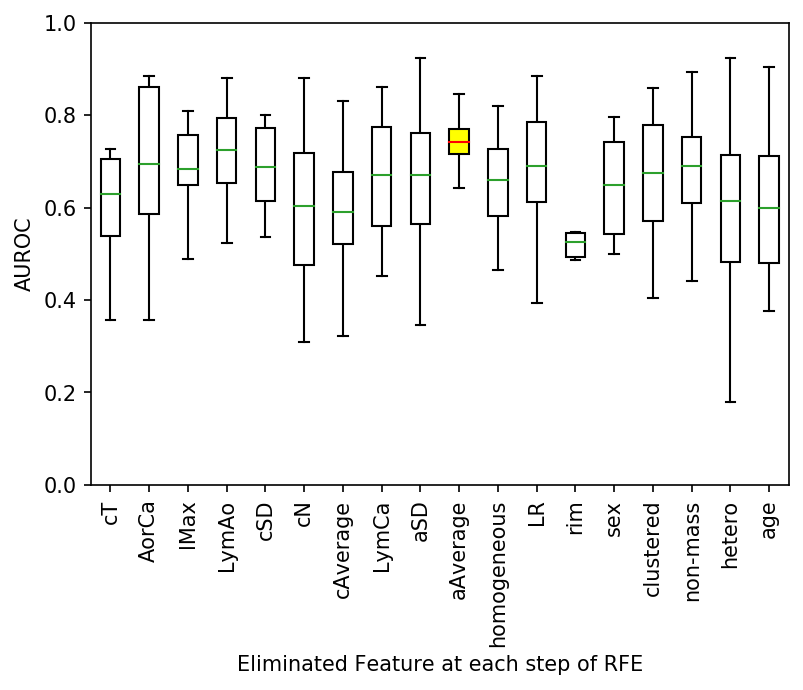 1.0
0.8
0.6
0.4
0.2
0.0
AUROC
cT
AorCa
lMax
LymAo
cSD
cN
cAverage
LymCa
aSD
aAverage
homogeneous
LR
rim
sex
clustered
non-mass
hetero
age
Eliminated Feature at each step of RFE